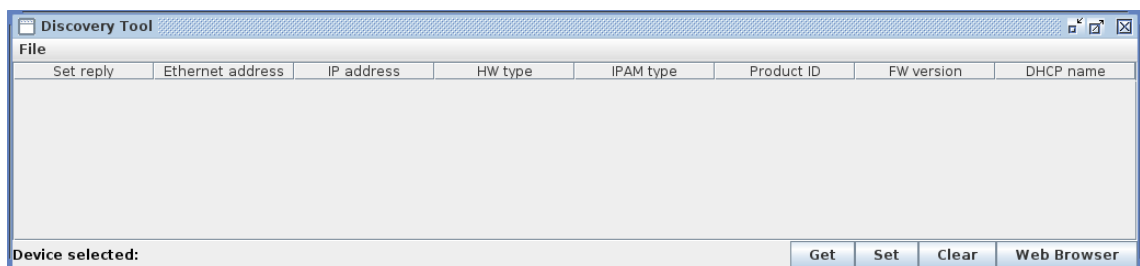 Discovery Tool
File
Set reply Ethernet address IP address HW type IPAM type Product ID FW version DHCP name
Device selected: Get Set Clear Web Browser